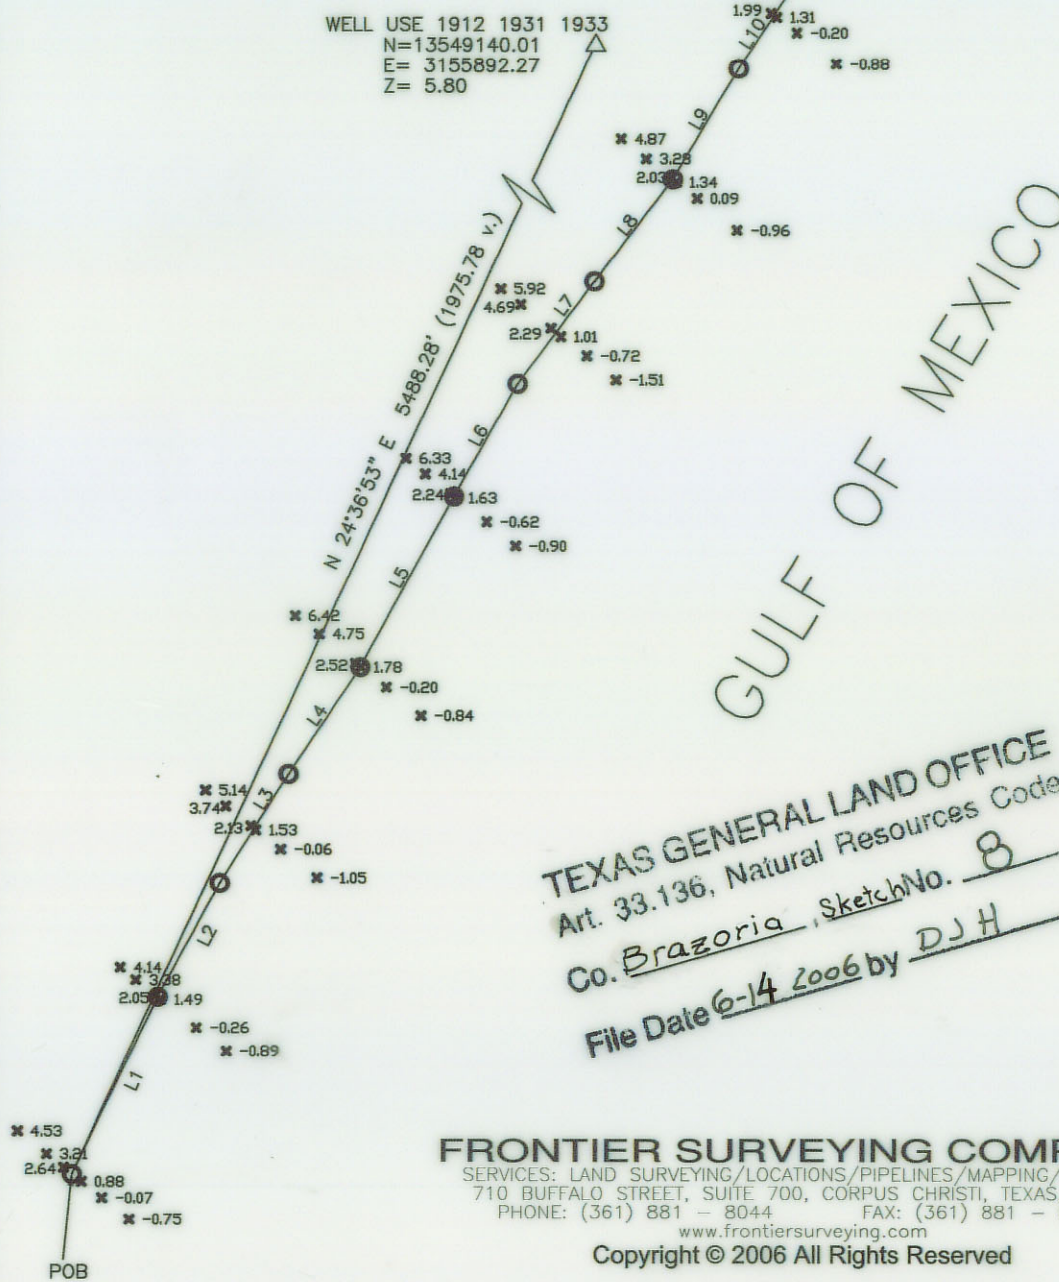 WELL USE 1912 1931 1933
N=13549140.01
E= 3155892.27
Z= 5.80
1.99
1.31
-0.20
-0.88
L10
L9
4.87
3.28
2.03
1.34
0.09
-0.96
L8
N 24°36'53" E 5488.28' (1975.78 v.)
5.92
4.69
L7
2.29
1.01
-0.72
-1.51
GULF OF MEXICO
L6
6.33
4.14
2.24
1.63
-0.62
-0.90
L5
6.42
4.75
2.52
1.78
-0.20
-0.84
L4
5.14
3.74
L3
2.13
1.53
-0.06
-1.05
L2
4.14
3.38
2.05
1.49
-0.26
-0.89
L1
4.53
3.21
2.64
0.88
-0.07
-0.75
POB
TEXAS GENERAL LAND OFFICE
Art. 33.136, Natural Resources Code
Co. Brazoria, Sketch No. 8
File Date 6-14 2006 by DJH
FRONTIER SURVEYING COMP
SERVICES: LAND SURVEYING/LOCATIONS/PIPELINES/MAPPING/
710 BUFFALO STREET, SUITE 700, CORPUS CHRISTI, TEXAS
PHONE: (361) 881 – 8044 FAX: (361) 881 –
www.frontiersurveying.com
Copyright © 2006 All Rights Reserved